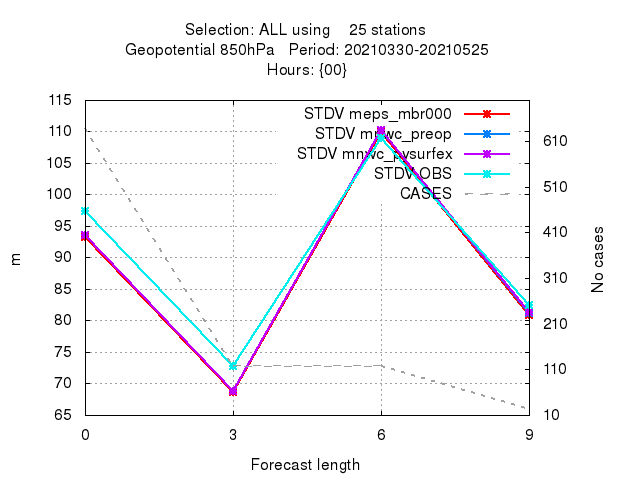 Selection: ALL using 25 stations
Geopotential 850hPa Period: 20210330-20210525
Hours: {00}
STDV meps_mbr000
STDV mnwc_preop
STDV mnwc_pvsurfex
STDV OBS
CASES
115
110
105
100
95
90
85
80
75
70
65
m
610
510
410
310
210
110
10
No cases
0 3 6 9
Forecast length